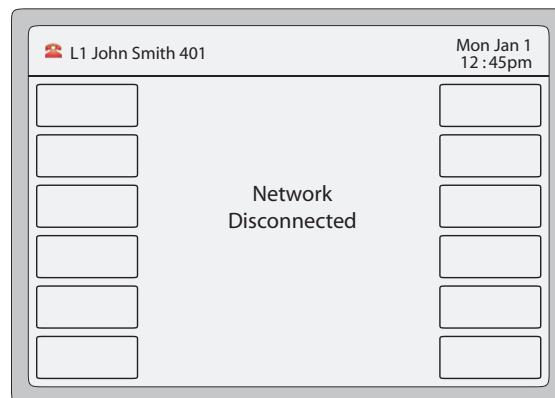 L1 John Smith 401
Mon Jan 1
12:45pm
Network
Disconnected